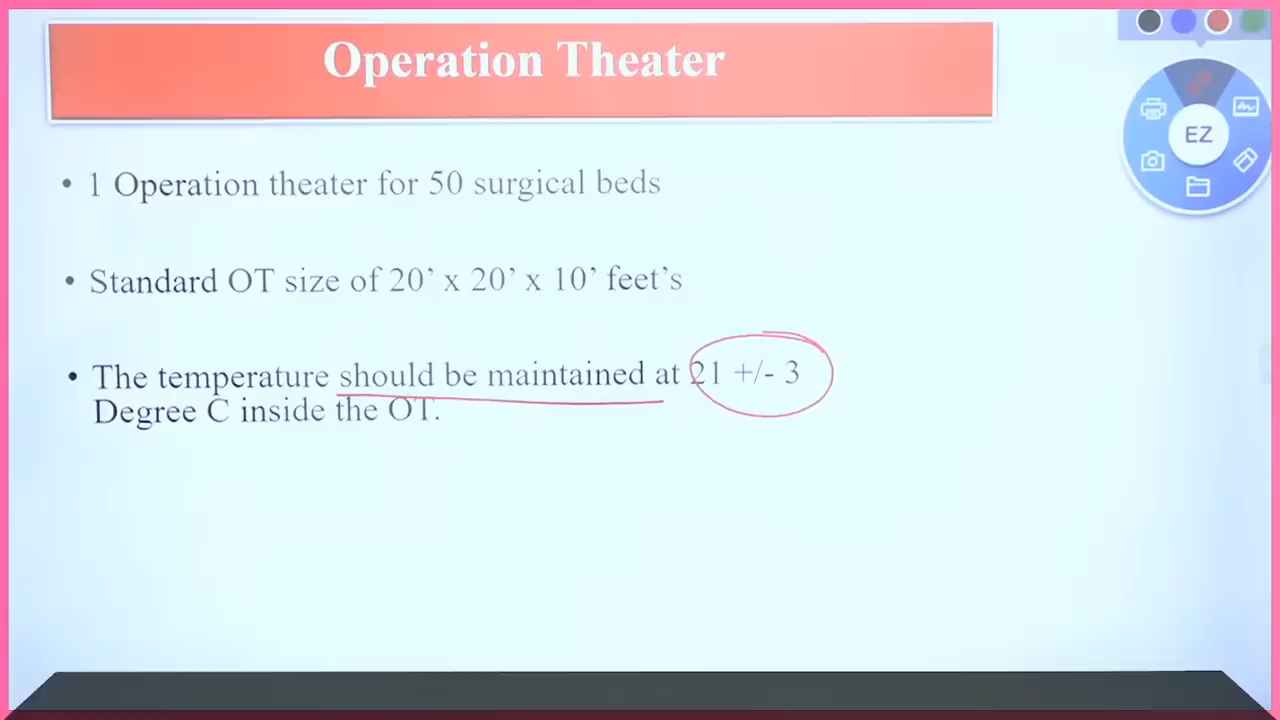 Operation Theater
• 1 Operation theater for 50 surgical beds
• Standard OT size of 20’ x 20’ x 10’ feet’s
• The temperature should be maintained at 21 +/- 3
Degree C inside the OT.
EZ